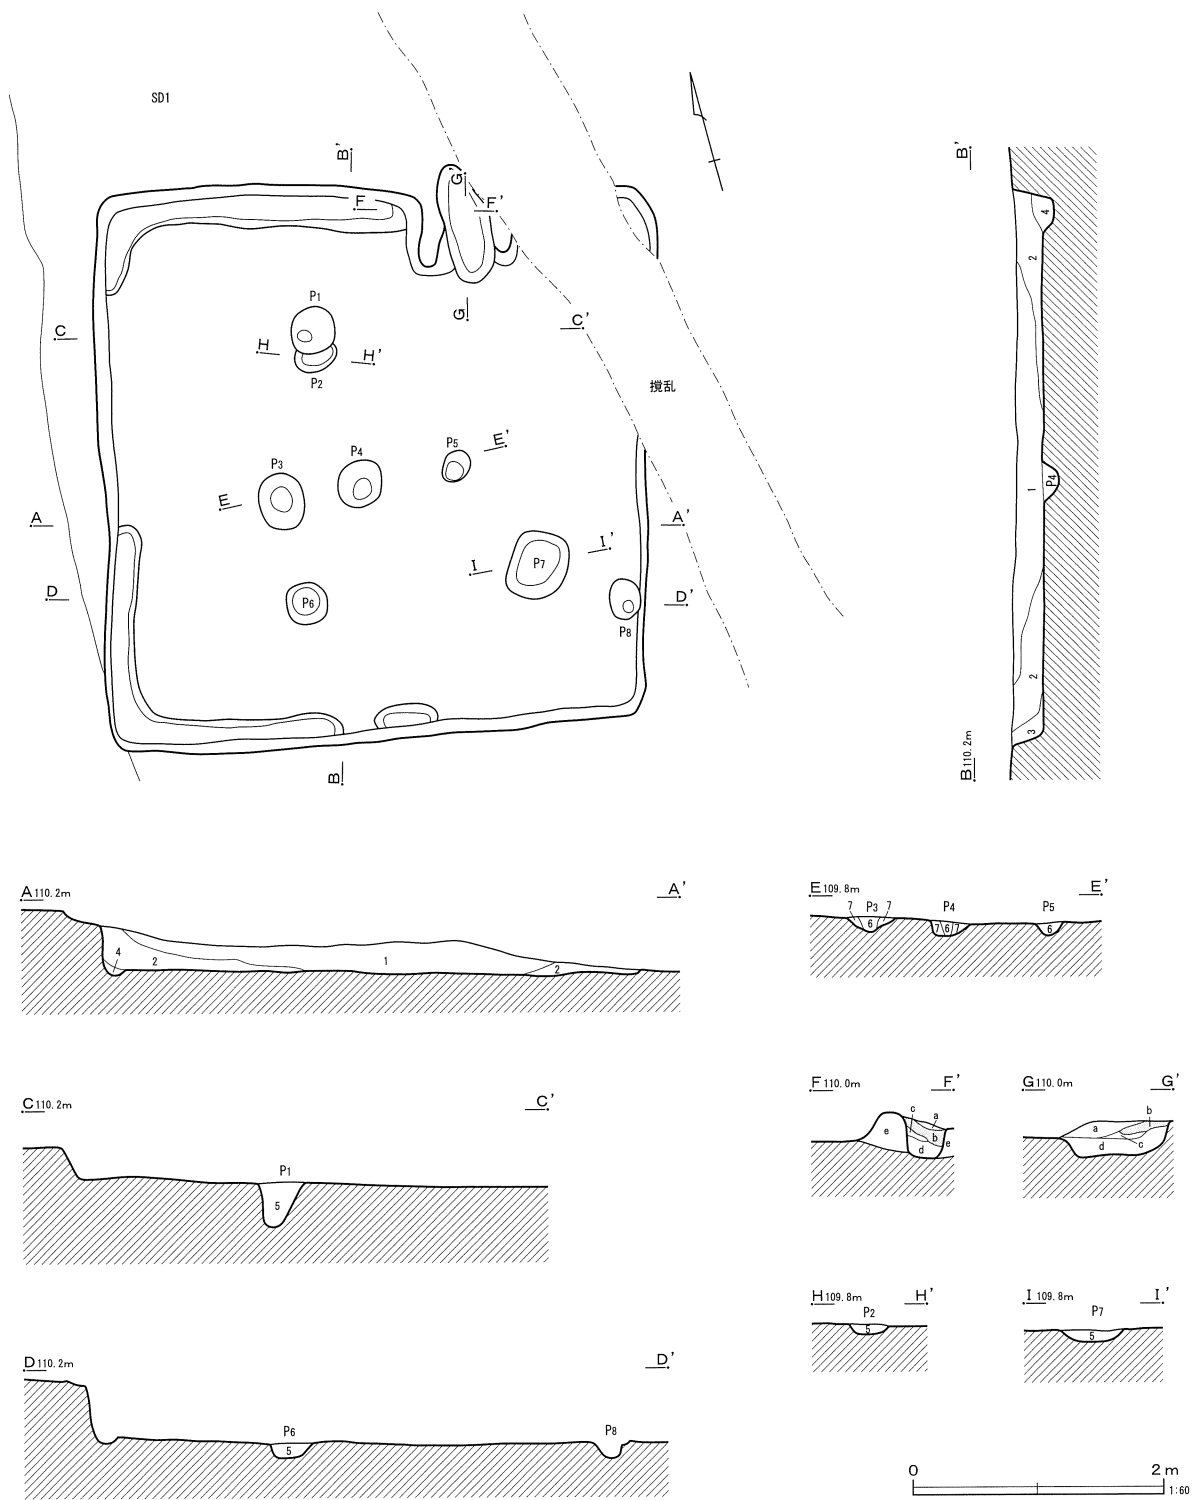 SD1
B'
G'
F
F'
P1
C
C'
G
H
H'
P2
攪乱
P5
E'
P4
P3
E
A
A'
I'
I
P7
D
D'
P6
P8
B
B'
4
2
1
P4
2
3
B 110.2m
A 110.2m
A'
4
2
1
2
E 109.8m
E'
7
P3
7
P4
P5
6
7
6
7
6
C 110.2m
C'
P1
5
F 110.0m
F'
c
a
e
b
e
d
G 110.0m
G'
b
a
c
d
H 109.8m
H'
P2
5
I 109.8m
I'
P7
5
D 110.2m
D'
P6
P8
5
0
2m
1:60